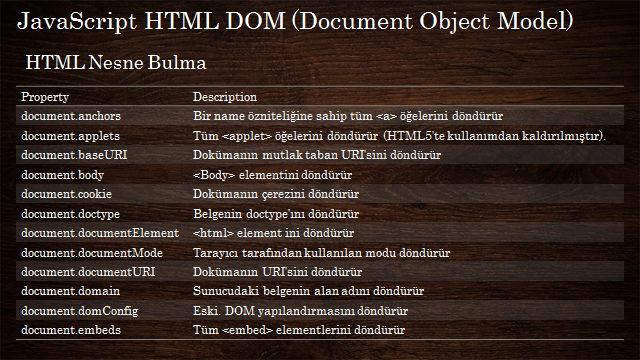 JavaScript HTML DOM (Document Object Model)
HTML Nesne Bulma
Property Description
document.anchors Bir name özniteliğine sahip tüm <a> öğelerini döndürür
document.applets Tüm <applet> öğelerini döndürür (HTML5'te kullanımdan kaldırılmıştır).
document.baseURI Dokümanın mutlak taban URI'sini döndürür
document.body <Body> elementini döndürür
document.cookie Dokümanın çerezini döndürür
document.doctype Belgenin doctype'ını döndürür
document.documentElement <html> element ini döndürür
document.documentMode Tarayıcı tarafından kullanılan modu döndürür
document.documentURI Dokümanın URI'sini döndürür
document.domain Sunucudaki belgenin alan adını döndürür
document.domConfig Eski. DOM yapılandırmasını döndürür
document.embeds Tüm <embed> elementlerini döndürür